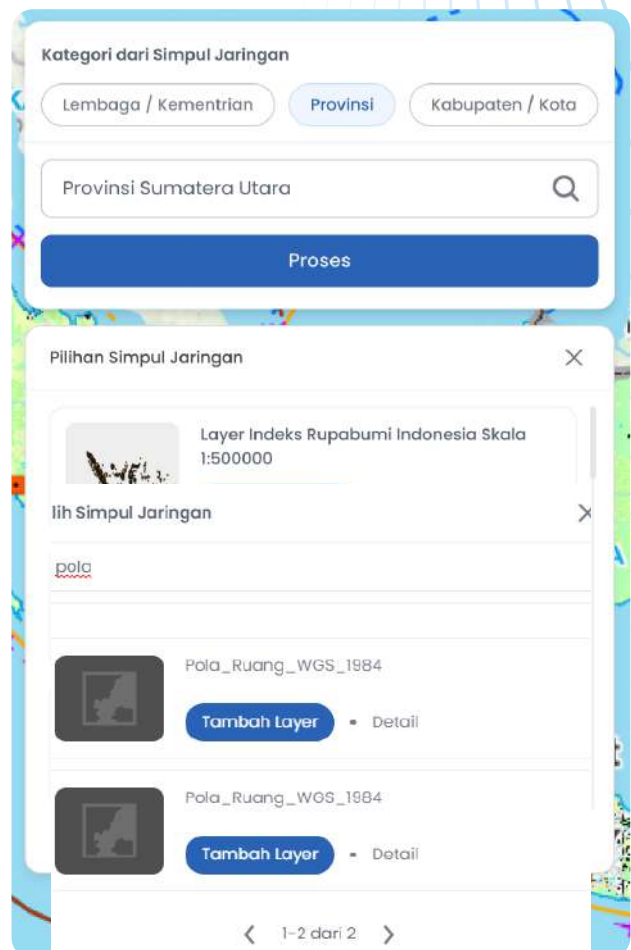 Kategori dari Simpul Jaringan
Lembaga / Kementrian Provinsi Kabupaten / Kota
Provinsi Sumatera Utara
Proses
Pilihan Simpul Jaringan
Layer Indeks Rupabumi Indonesia Skala
1:500000
lih Simpul Jaringan
pola
Pola_Ruang_WGS_1984
Tambah Layer • Detail
Pola_Ruang_WGS_1984
Tambah Layer • Detail
1-2 dari 2